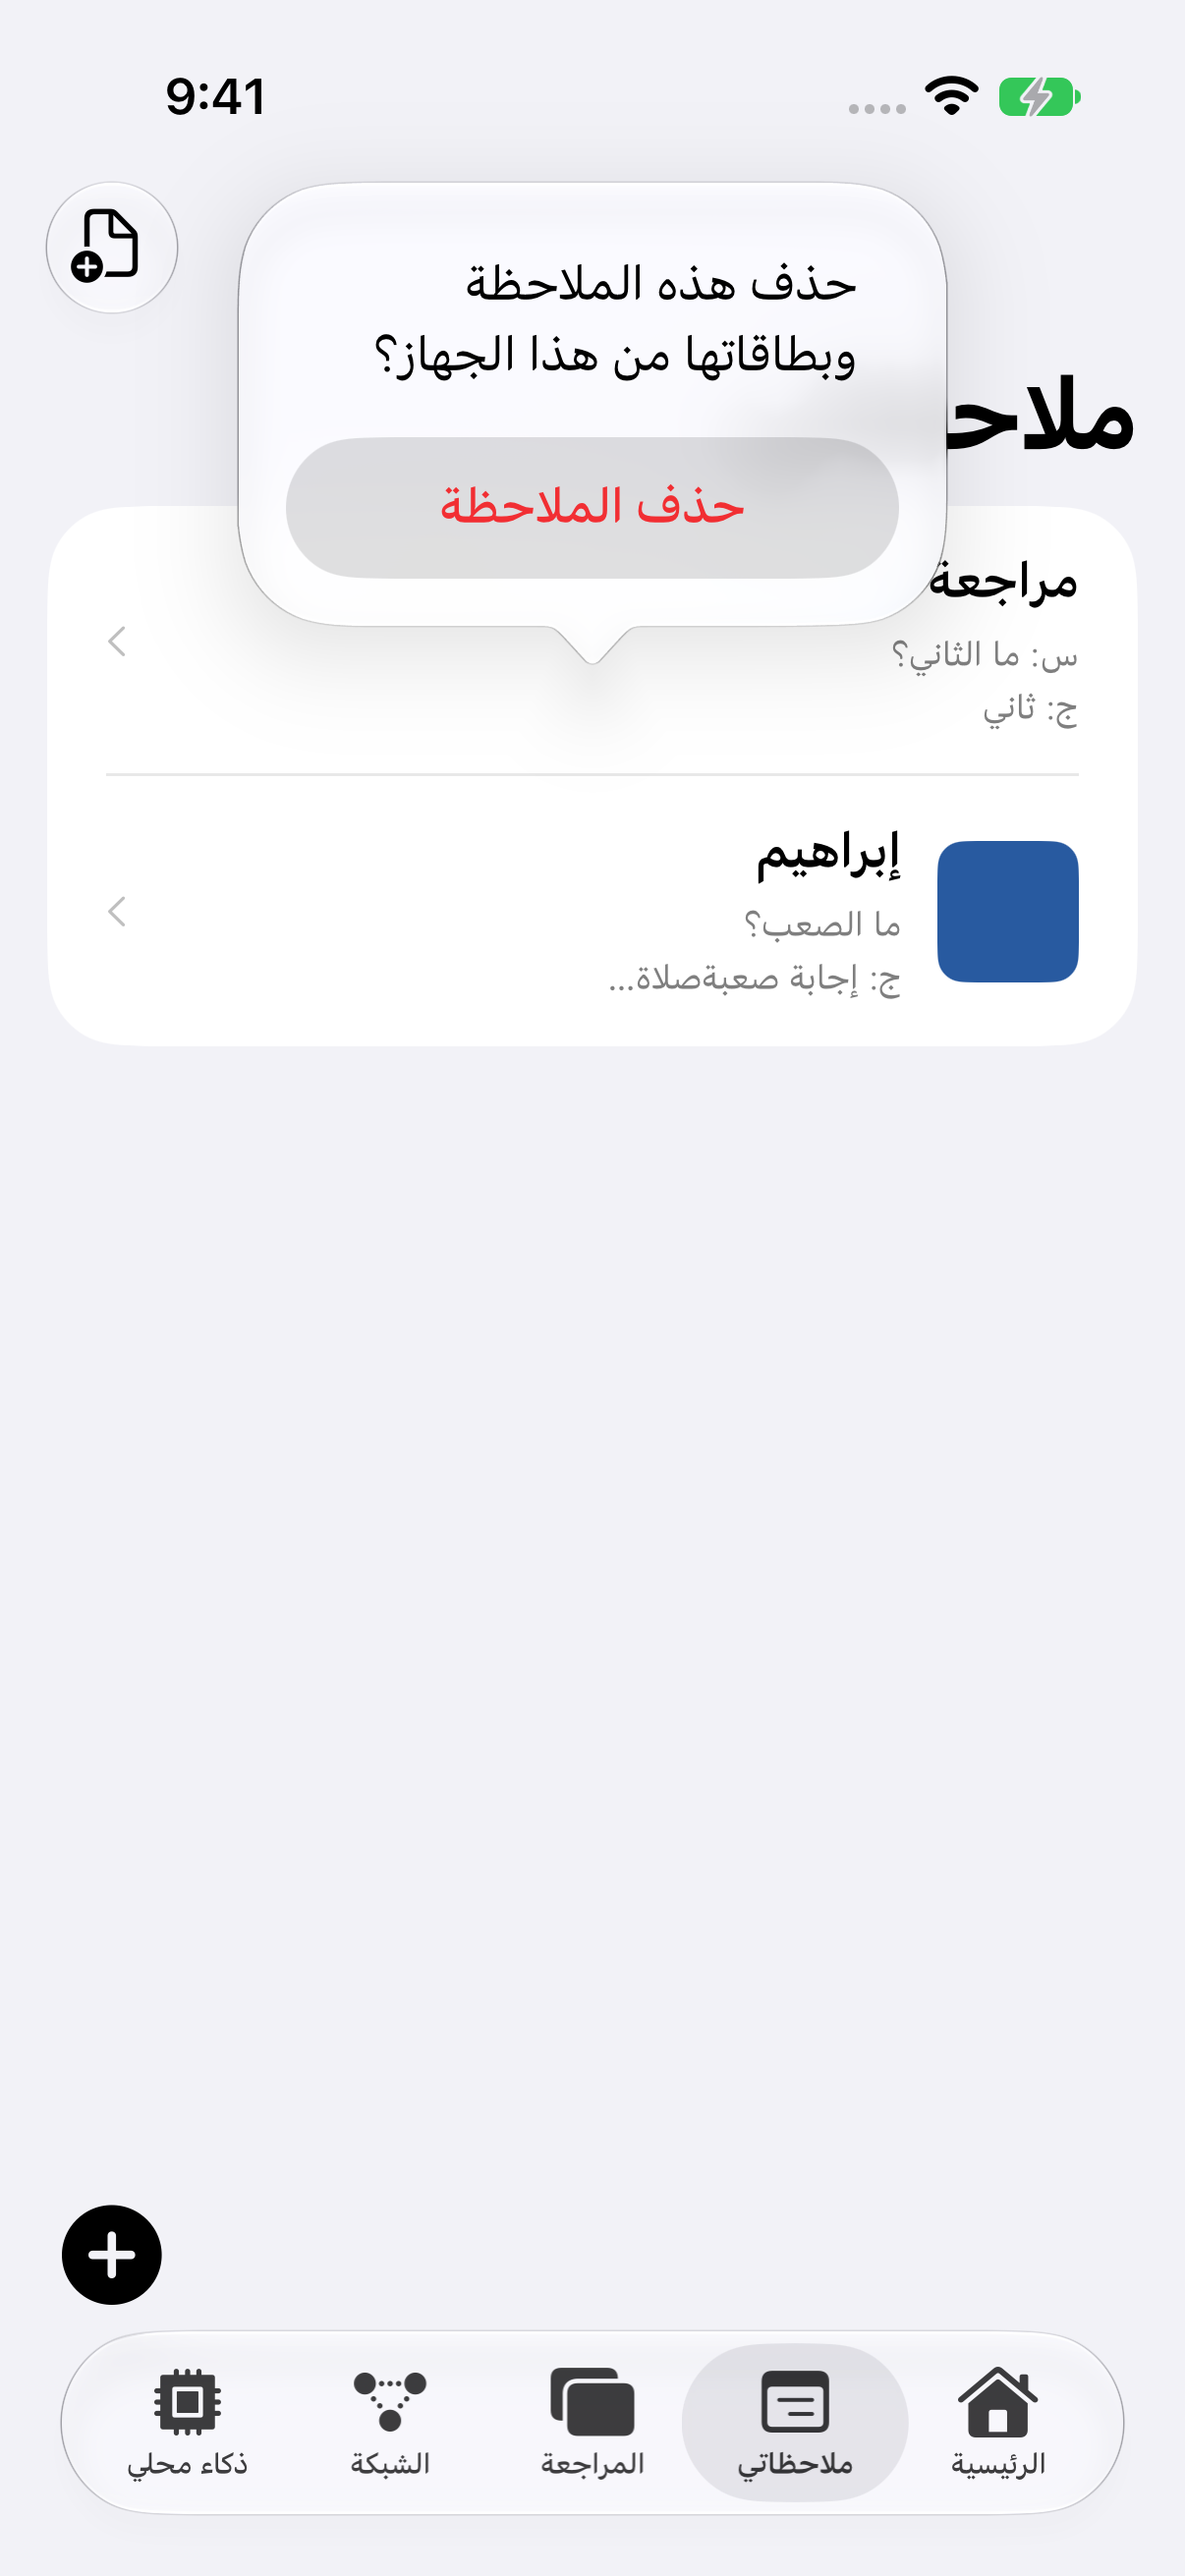 9:41
حذف هذه الملاحظة
وبطاقاتها من هذا الجهاز؟
حذف الملاحظة
مراجعة
س: ما الثاني؟
ج: ثاني
إبراهيم
ما الصعب؟
ج: إجابة صعبةصلاة...
الرئيسية
ملاحظاتي
المراجعة
الشبكة
ذكاء محلي